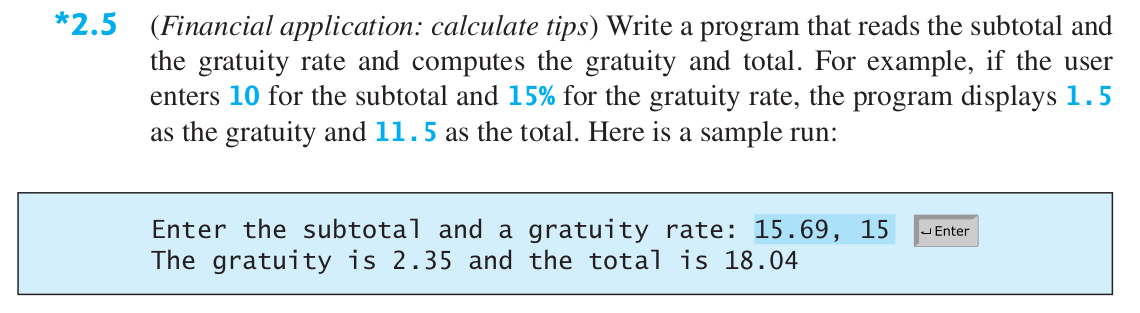 *2.5 (Financial application: calculate tips) Write a program that reads the subtotal and
the gratuity rate and computes the gratuity and total. For example, if the user
enters 10 for the subtotal and 15% for the gratuity rate, the program displays 1.5
as the gratuity and 11.5 as the total. Here is a sample run:
Enter the subtotal and a gratuity rate: 15.69, 15 ↵Enter
The gratuity is 2.35 and the total is 18.04